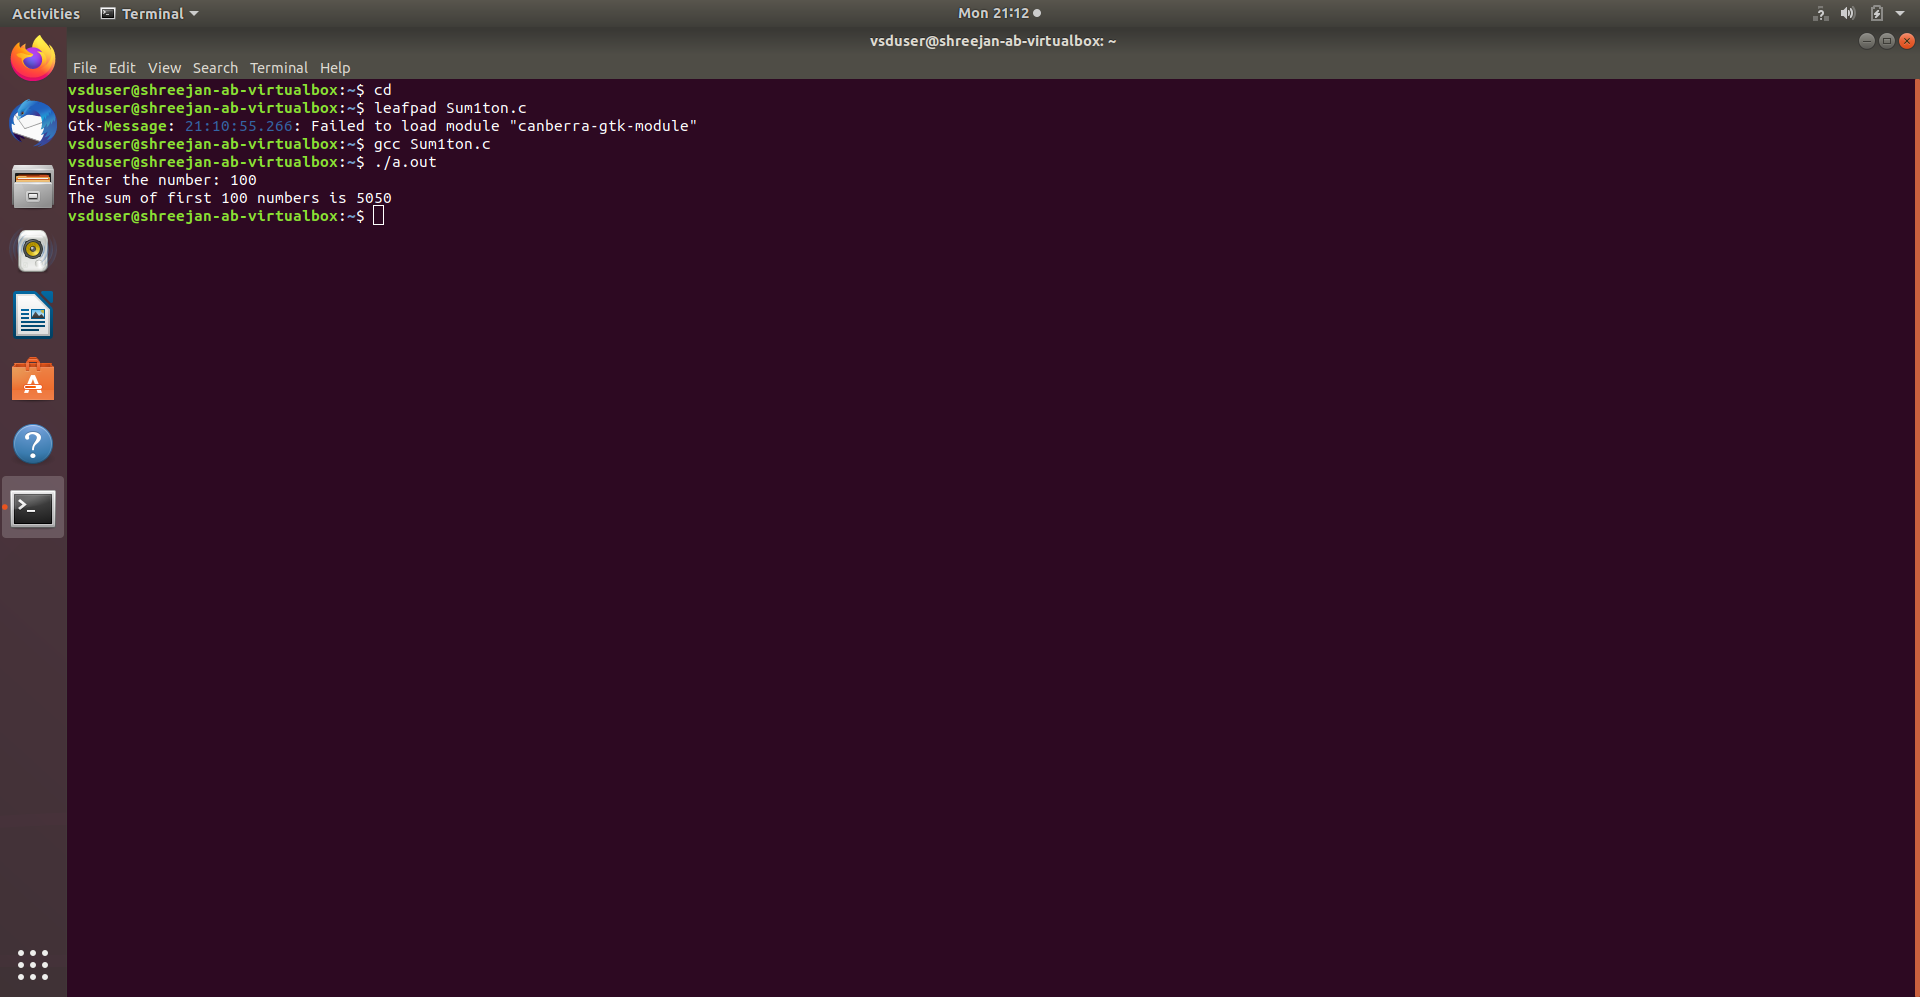 Activities Terminal Mon 21:12
vsduser@shreejan-ab-virtualbox: ~
File Edit View Search Terminal Help
vsduser@shreejan-ab-virtualbox:~$ cd
vsduser@shreejan-ab-virtualbox:~$ leafpad Sum1ton.c
Gtk-Message: 21:10:55.266: Failed to load module "canberra-gtk-module"
vsduser@shreejan-ab-virtualbox:~$ gcc Sum1ton.c
vsduser@shreejan-ab-virtualbox:~$ ./a.out
Enter the number: 100
The sum of first 100 numbers is 5050
vsduser@shreejan-ab-virtualbox:~$